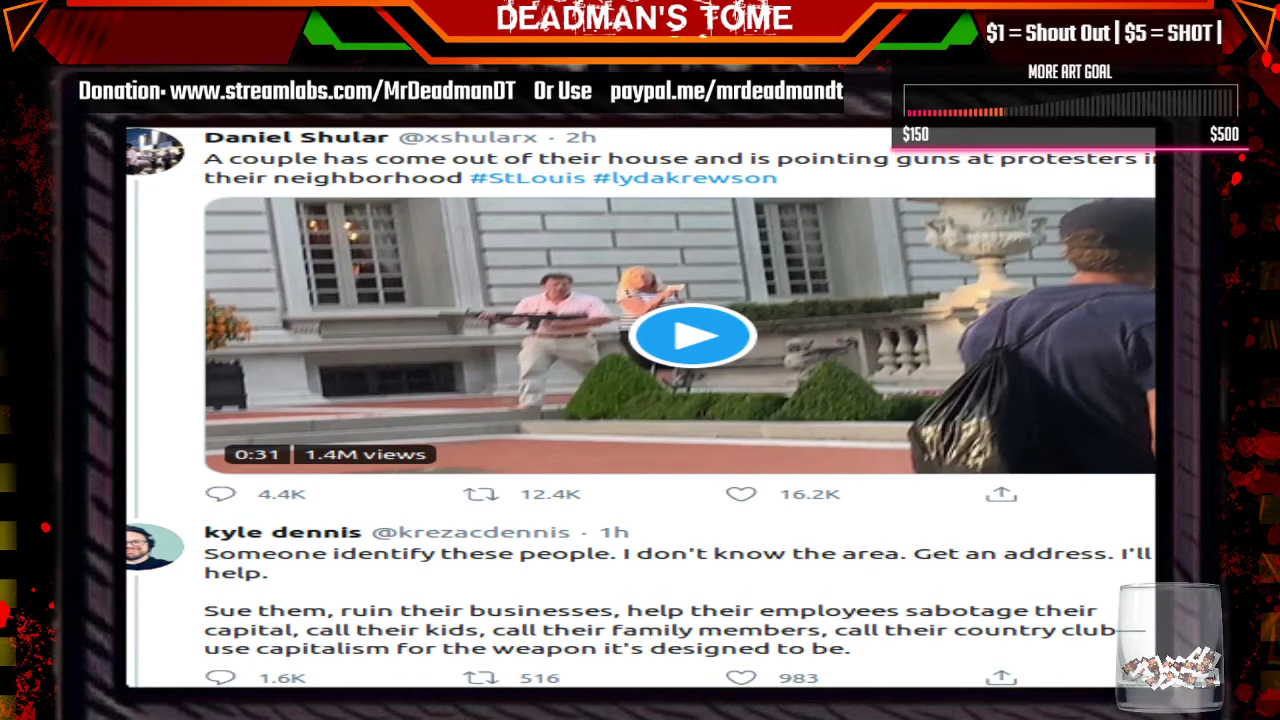 DEADMAN'S TOME
$1 = Shout Out | $5 = SHOT |
MORE ART GOAL
$150 $500
Donation- www.streamlabs.com/MrDeadmanDT Or Use paypal.me/mrdeadmandt
Daniel Shular @xshularx · 2h
A couple has come out of their house and is pointing guns at protesters in
their neighborhood #StLouis #lydakrewson
0:31 1.4M views
4.4K 12.4K 16.2K
kyle dennis @krezacdennis · 1h
Someone identify these people. I don't know the area. Get an address. I'll
help.
Sue them, ruin their businesses, help their employees sabotage their
capital, call their kids, call their family members, call their country club—
use capitalism for the weapon it's designed to be.
1.6K 516 983